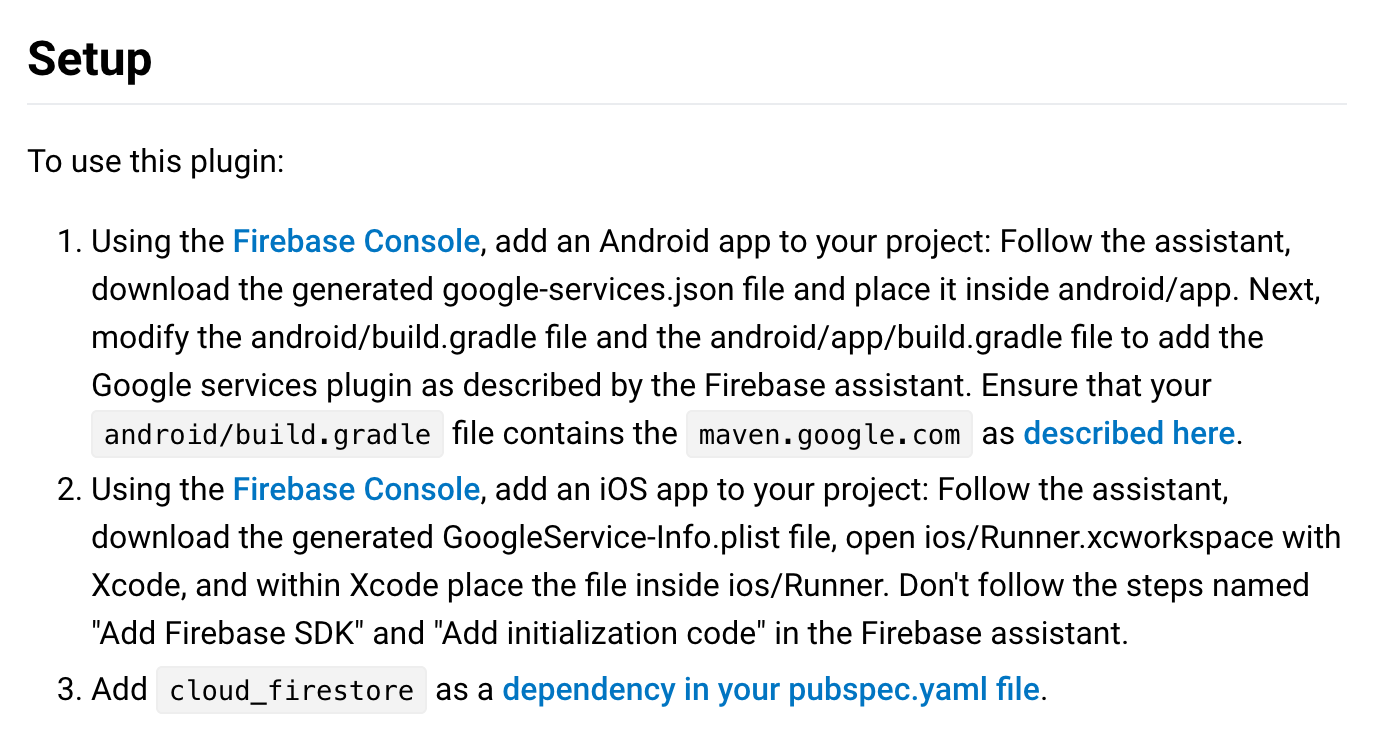 Setup
To use this plugin:
1. Using the Firebase Console, add an Android app to your project: Follow the assistant,
download the generated google-services.json file and place it inside android/app. Next,
modify the android/build.gradle file and the android/app/build.gradle file to add the
Google services plugin as described by the Firebase assistant. Ensure that your
android/build.gradle file contains the maven.google.com as described here.
2. Using the Firebase Console, add an iOS app to your project: Follow the assistant,
download the generated GoogleService-Info.plist file, open ios/Runner.xcworkspace with
Xcode, and within Xcode place the file inside ios/Runner. Don't follow the steps named
"Add Firebase SDK" and "Add initialization code" in the Firebase assistant.
3. Add cloud_firestore as a dependency in your pubspec.yaml file.